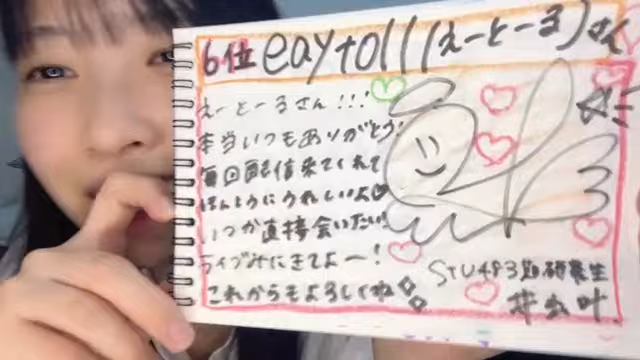 6位 eaytoll(えーとーる)さん
えーとーるさん!!!
本当いつもありがとう!
毎回配信来てくれて
ほんとうにうれしいよ♡
いつか直接会いたい!
ライブみにきてよー!
これからもよろしくね
STU48 3期研究生